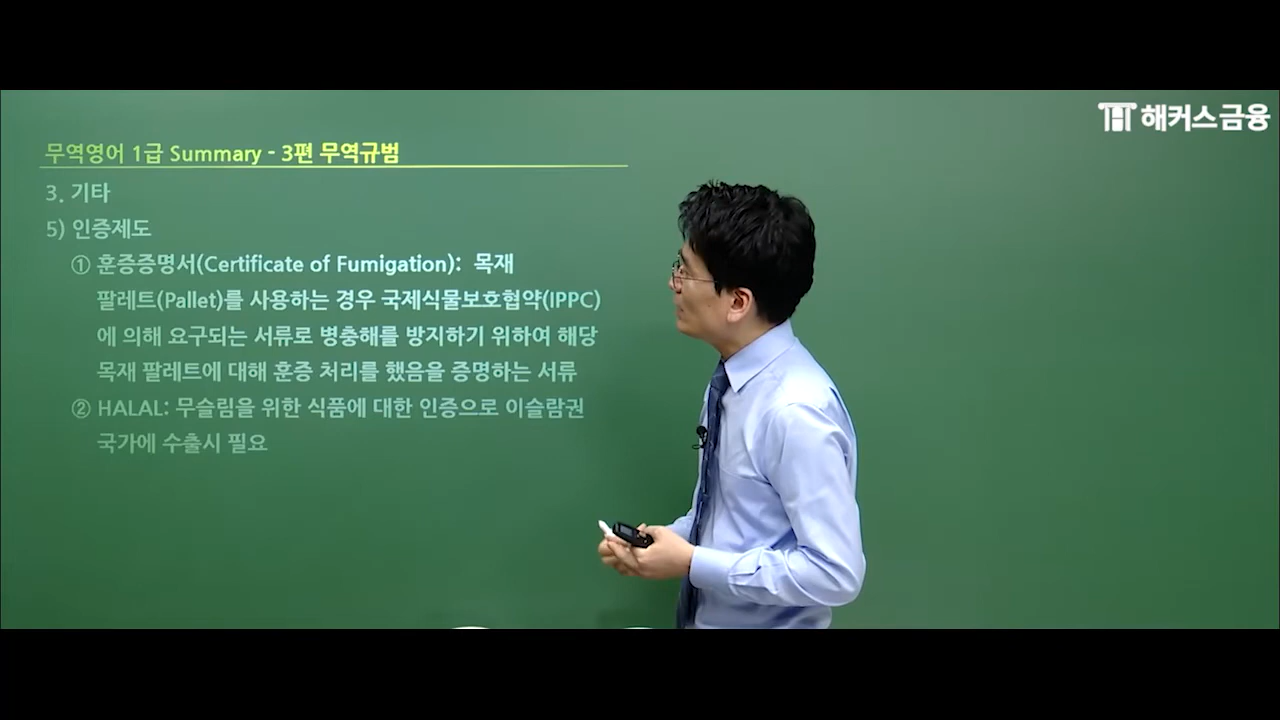 해커스금융
무역영어 1급 Summary - 3편 무역규범
3. 기타
5) 인증제도
① 훈증증명서(Certificate of Fumigation): 목재
팔레트(Pallet)를 사용하는 경우 국제식물보호협약(IPPC)
에 의해 요구되는 서류로 병충해를 방지하기 위하여 해당
목재 팔레트에 대해 훈증 처리를 했음을 증명하는 서류
② HALAL: 무슬림을 위한 식품에 대한 인증으로 이슬람권
국가에 수출시 필요